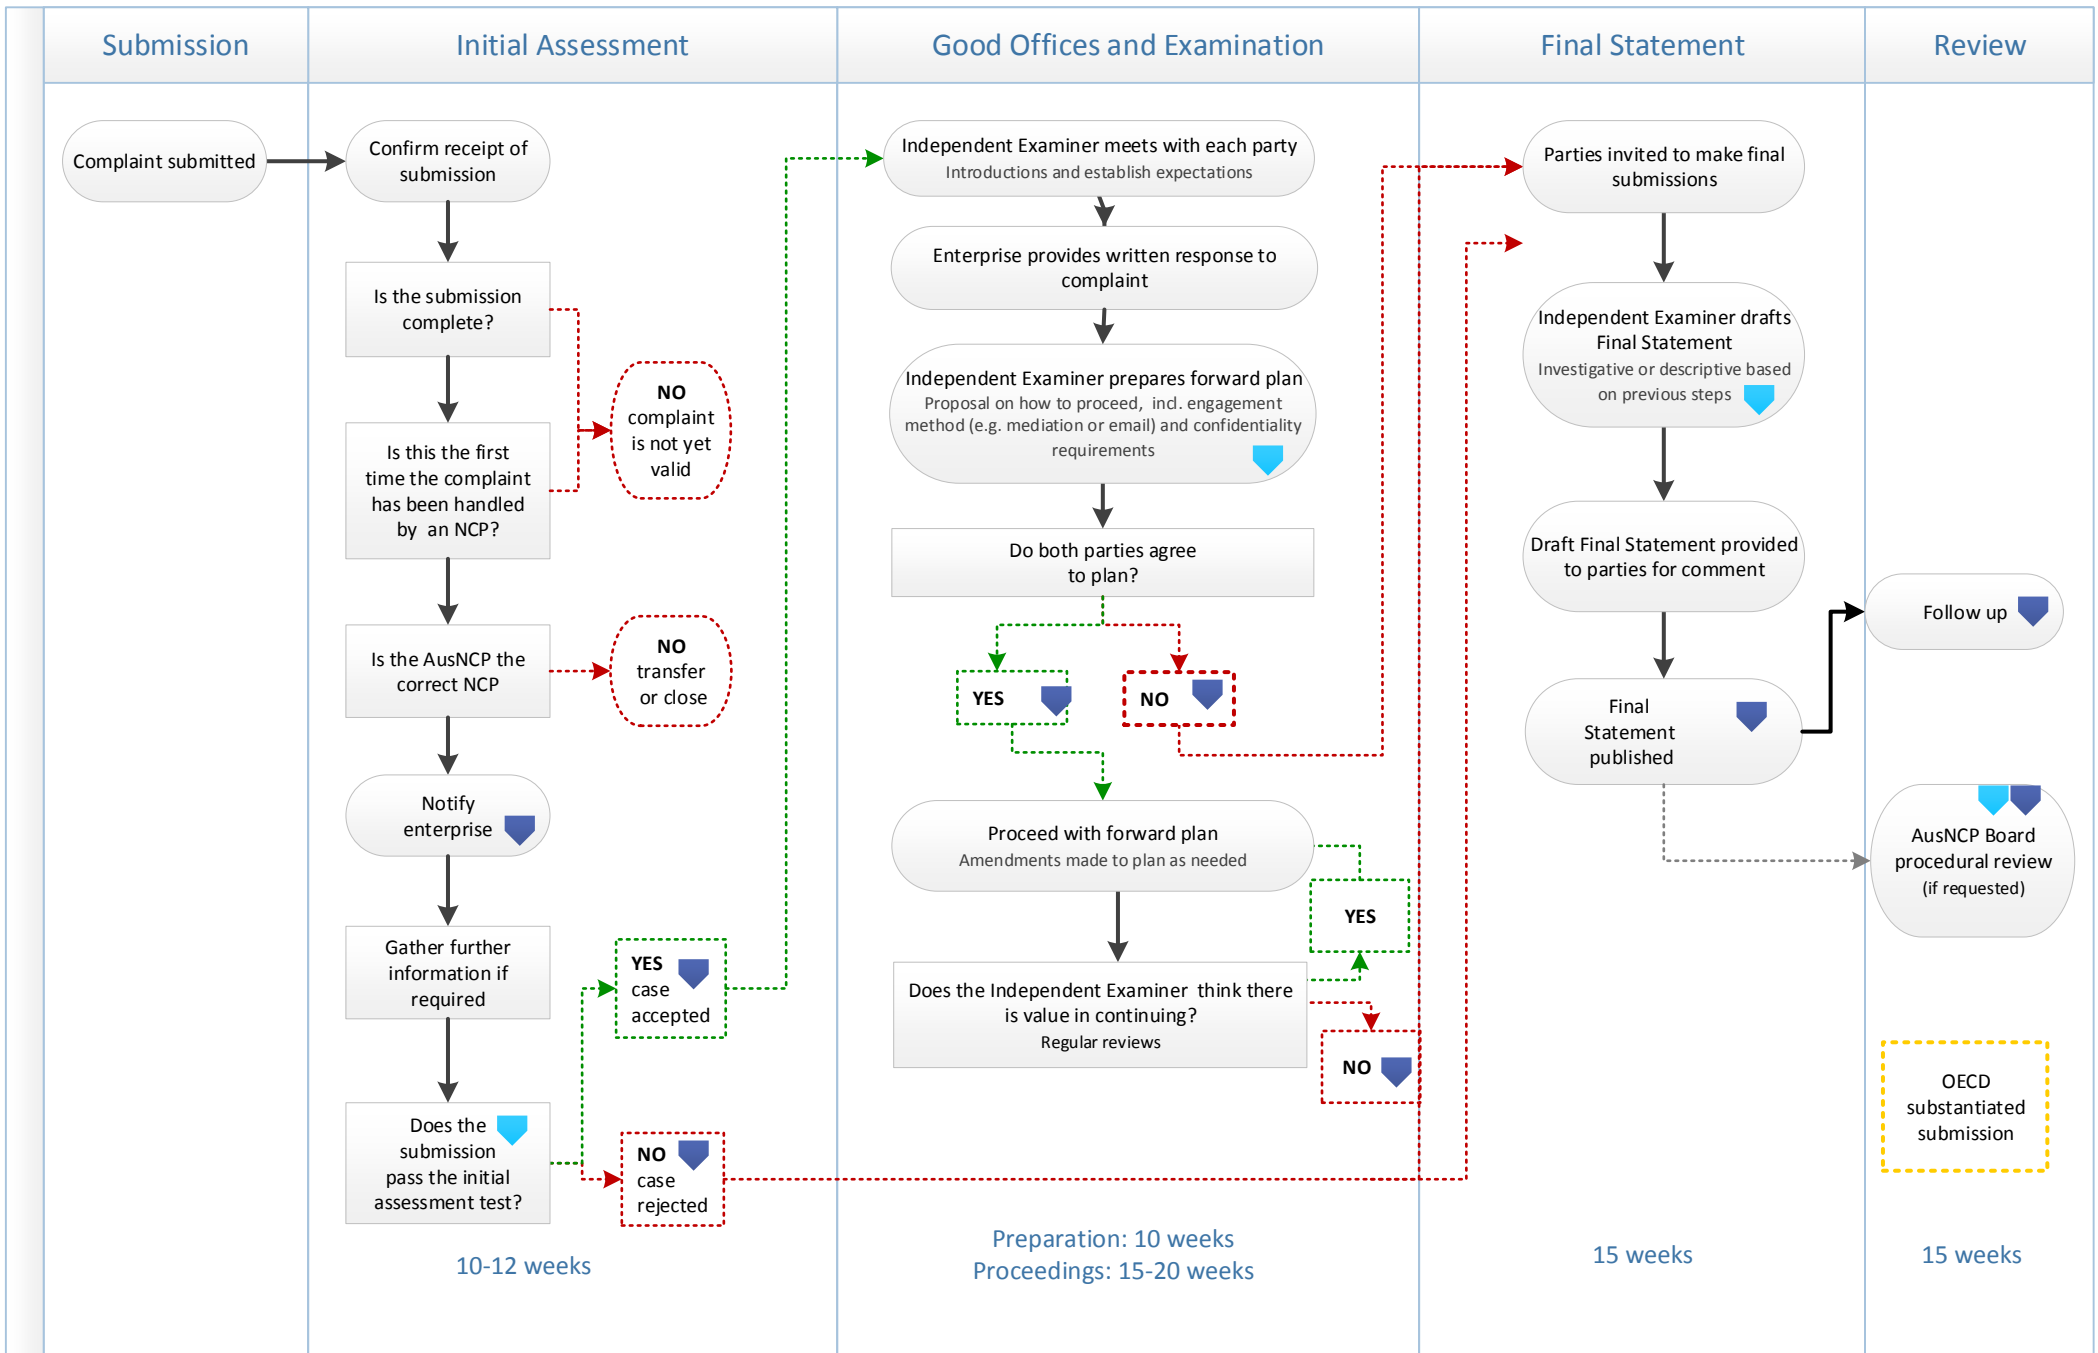 Submission
Initial Assessment
Good Offices and Examination
Final Statement
Review
Complaint submitted
Confirm receipt of
submission
Is the submission
complete?
NO
complaint
is not yet
valid
Is this the first
time the complaint
has been handled
by an NCP?
Is the AusNCP the
correct NCP
NO
transfer
or close
Notify
enterprise
Gather further
information if
required
Does the
submission
pass the initial
assessment test?
YES
case
accepted
NO
case
rejected
10-12 weeks
Independent Examiner meets with each party
Introductions and establish expectations
Enterprise provides written response to
complaint
Independent Examiner prepares forward plan
Proposal on how to proceed, incl. engagement
method (e.g. mediation or email) and confidentiality
requirements
Do both parties agree
to plan?
YES
NO
Proceed with forward plan
Amendments made to plan as needed
YES
Does the Independent Examiner think there
is value in continuing?
Regular reviews
NO
Preparation: 10 weeks
Proceedings: 15-20 weeks
Parties invited to make final
submissions
Independent Examiner drafts
Final Statement
Investigative or descriptive based
on previous steps
Draft Final Statement provided
to parties for comment
Final
Statement
published
15 weeks
Follow up
AusNCP Board
procedural review
(if requested)
OECD
substantiated
submission
15 weeks